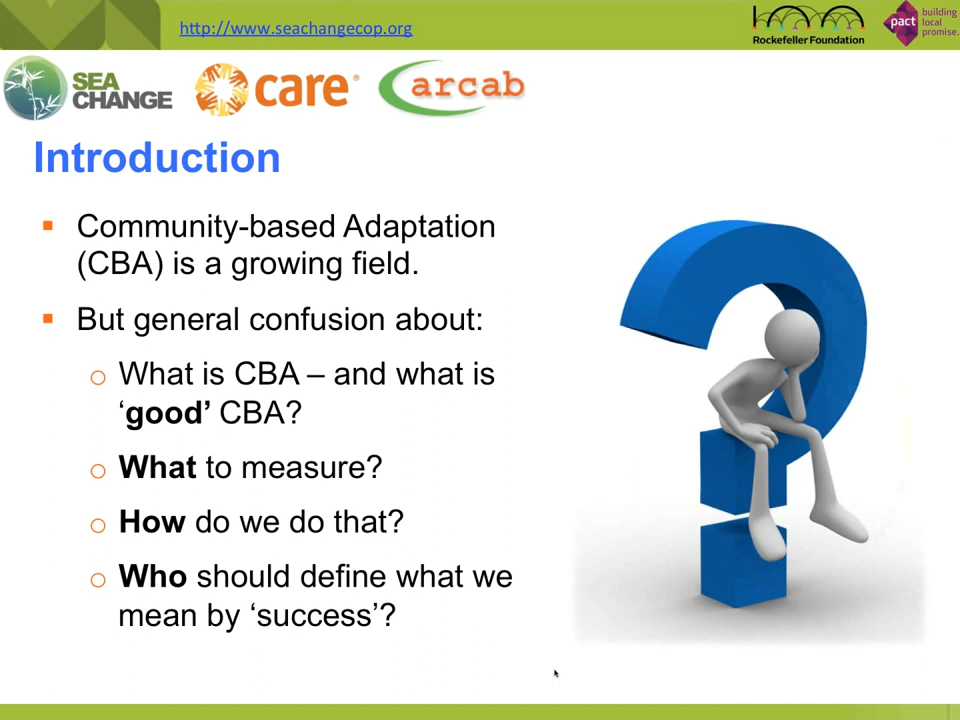 http://www.seachangecop.org
Rockefeller Foundation
pact
building
local
promise.
SEA
CHANGE
care®
arcab
Introduction
▪ Community-based Adaptation
(CBA) is a growing field.
▪ But general confusion about:
o What is CBA – and what is
‘good’ CBA?
o What to measure?
o How do we do that?
o Who should define what we
mean by ‘success’?